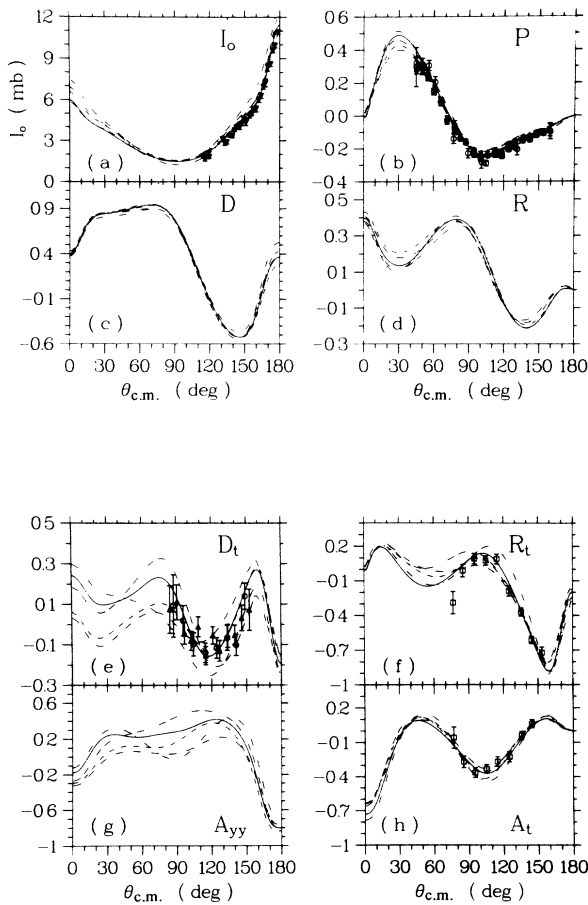 12
9
6
3
0
I₀ ( mb )
I₀
( a )
0.6
0.4
0.2
0.0
-0.2
-0.4
P
( b )
0.9
0.4
-0.1
-0.6
D
( c )
0 30 60 90 120 150 180
θc.m. ( deg )
0.5
0.3
0.1
-0.3
R
( d )
0 30 60 90 120 150 180
θc.m. ( deg )
0.5
0.3
0.1
-0.1
-0.3
Dt
( e )
0.2
-0.1
-0.4
-0.7
-1
Rt
( f )
0.6
0.2
-0.2
-0.6
-1
Ayy
( g )
0 30 60 90 120 150 180
θc.m. ( deg )
0.2
-0.1
-0.4
-0.7
-1
At
( h )
0 30 60 90 120 150 180
θc.m. ( deg )